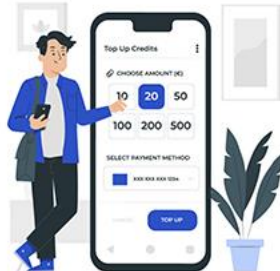 Top Up Credits
CHOOSE AMOUNT (€)
10 20 50
100 200 500
SELECT PAYMENT METHOD
XXX XXX XXX 1234
TOP UP